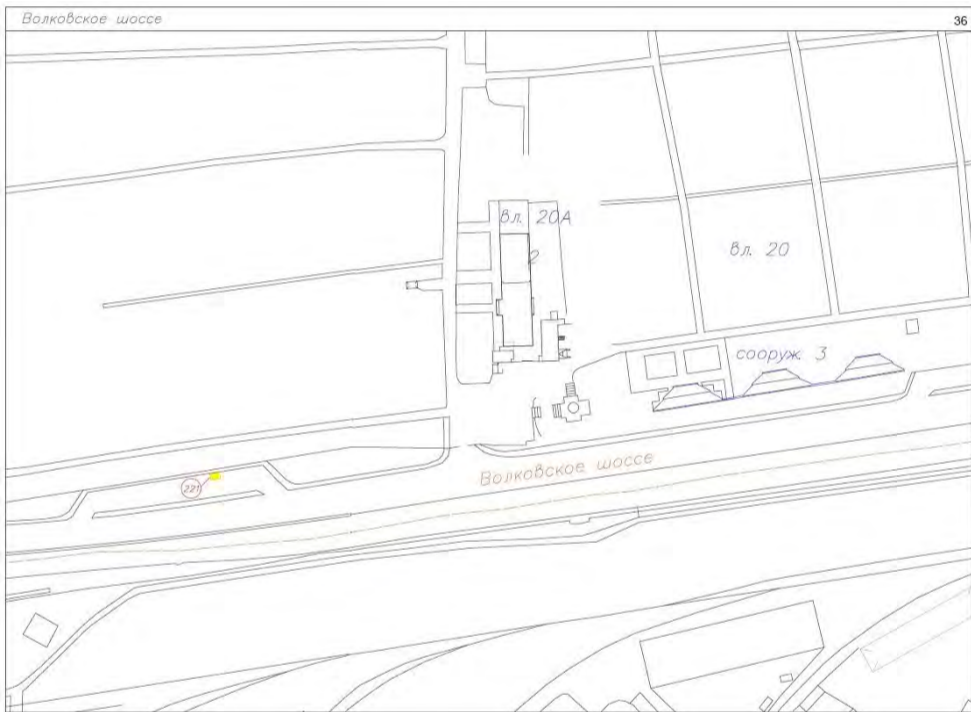 Волковское шоссе
36
вл. 20А
2
вл. 20
сооруж. 3
Волковское шоссе
221